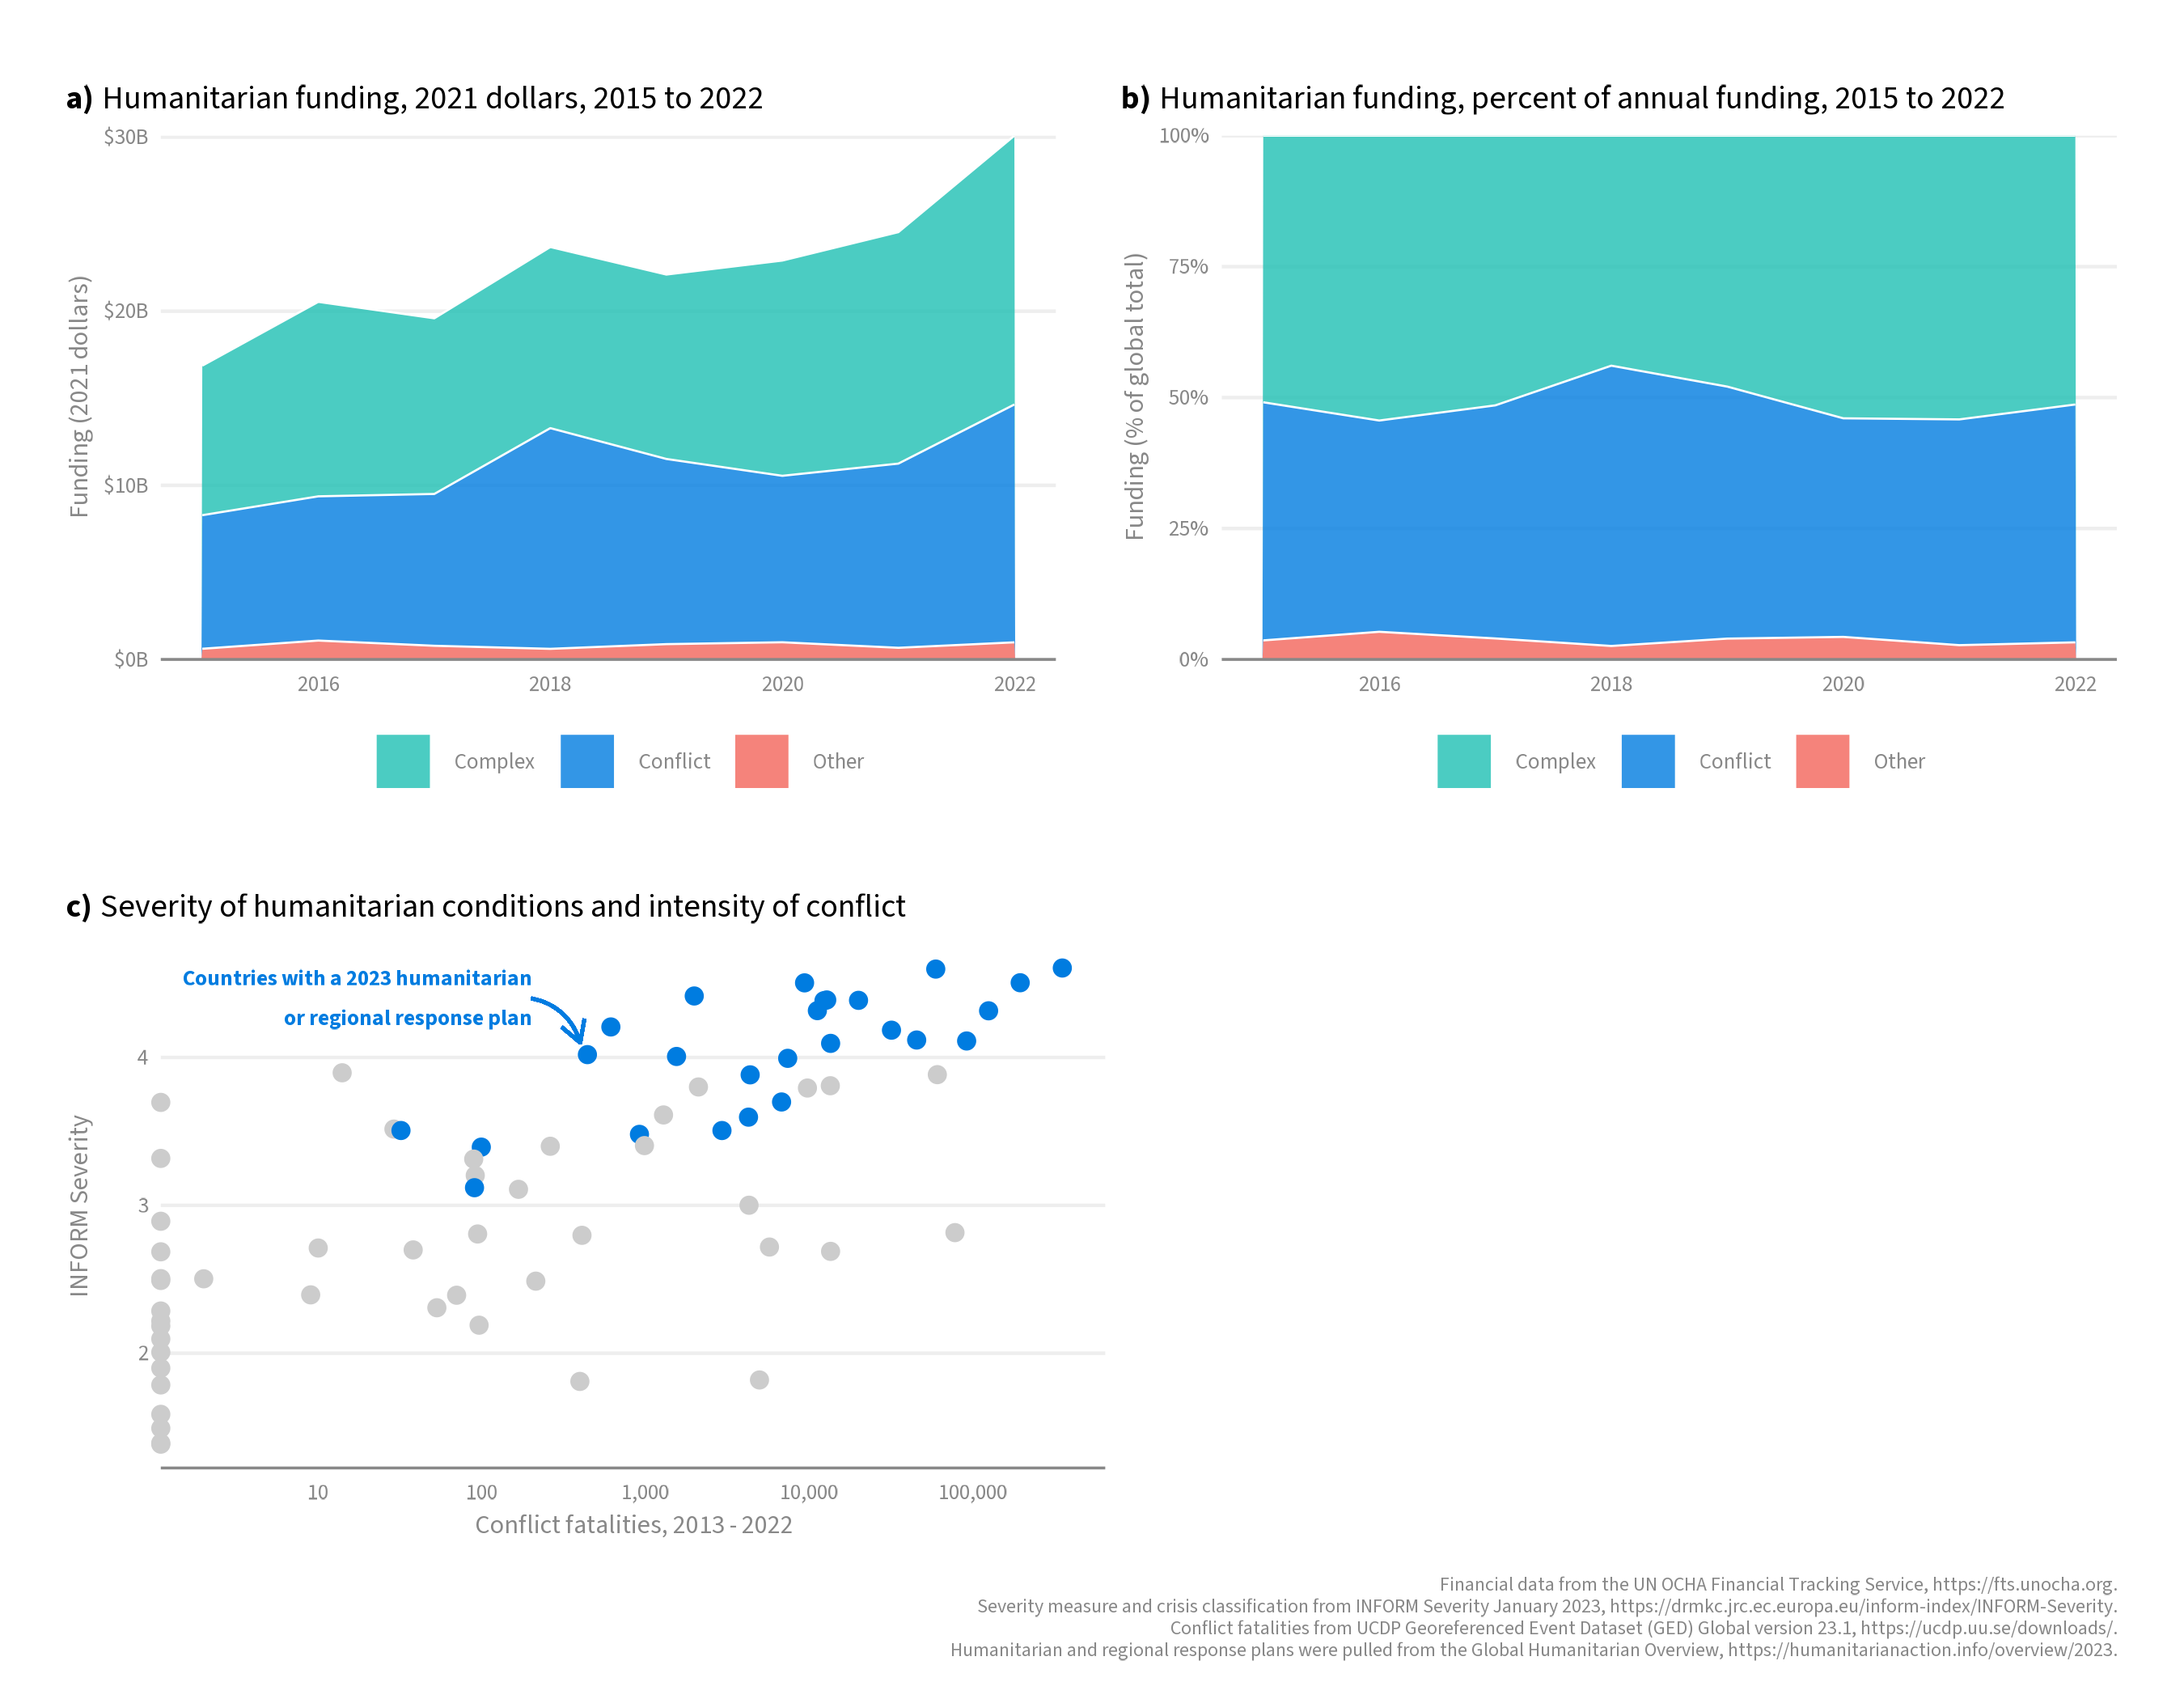 a) Humanitarian funding, 2021 dollars, 2015 to 2022
$30B
$20B
$10B
$0B
Funding (2021 dollars)
2016
2018
2020
2022
Complex
Conflict
Other
b) Humanitarian funding, percent of annual funding, 2015 to 2022
100%
75%
50%
25%
0%
Funding (% of global total)
2016
2018
2020
2022
Complex
Conflict
Other
c) Severity of humanitarian conditions and intensity of conflict
Countries with a 2023 humanitarian
or regional response plan
4
3
2
INFORM Severity
10
100
1,000
10,000
100,000
Conflict fatalities, 2013 - 2022
Financial data from the UN OCHA Financial Tracking Service, https://fts.unocha.org.
Severity measure and crisis classification from INFORM Severity January 2023, https://drmkc.jrc.ec.europa.eu/inform-index/INFORM-Severity.
Conflict fatalities from UCDP Georeferenced Event Dataset (GED) Global version 23.1, https://ucdp.uu.se/downloads/.
Humanitarian and regional response plans were pulled from the Global Humanitarian Overview, https://humanitarianaction.info/overview/2023.